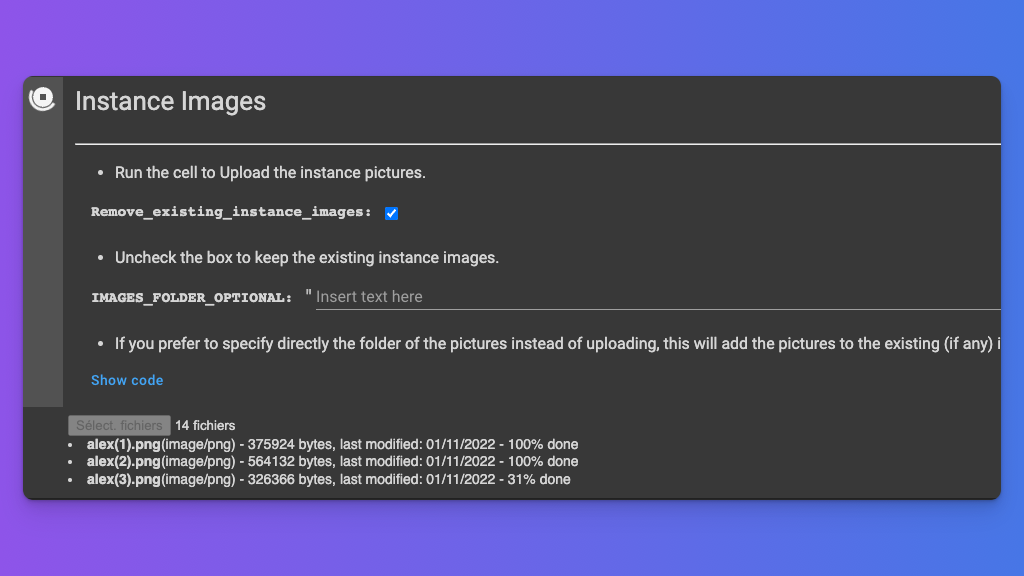 Instance Images
• Run the cell to Upload the instance pictures.
Remove_existing_instance_images:
• Uncheck the box to keep the existing instance images.
IMAGES_FOLDER_OPTIONAL: " Insert text here
• If you prefer to specify directly the folder of the pictures instead of uploading, this will add the pictures to the existing (if any) i
Show code
Sélect. fichiers 14 fichiers
• alex(1).png(image/png) - 375924 bytes, last modified: 01/11/2022 - 100% done
• alex(2).png(image/png) - 564132 bytes, last modified: 01/11/2022 - 100% done
• alex(3).png(image/png) - 326366 bytes, last modified: 01/11/2022 - 31% done